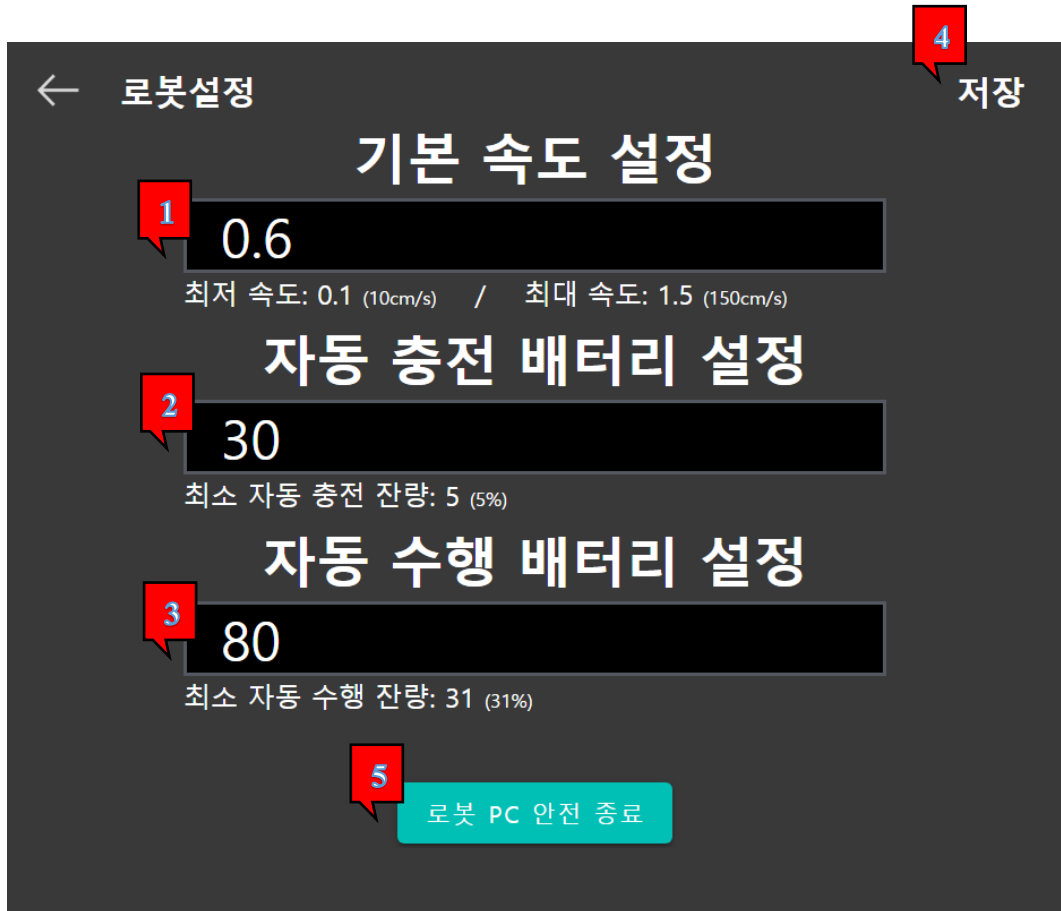 4
← 로봇설정 저장
기본 속도 설정
1
0.6
최저 속도: 0.1 (10cm/s) / 최대 속도: 1.5 (150cm/s)
자동 충전 배터리 설정
2
30
최소 자동 충전 잔량: 5 (5%)
자동 수행 배터리 설정
3
80
최소 자동 수행 잔량: 31 (31%)
5
로봇 PC 안전 종료